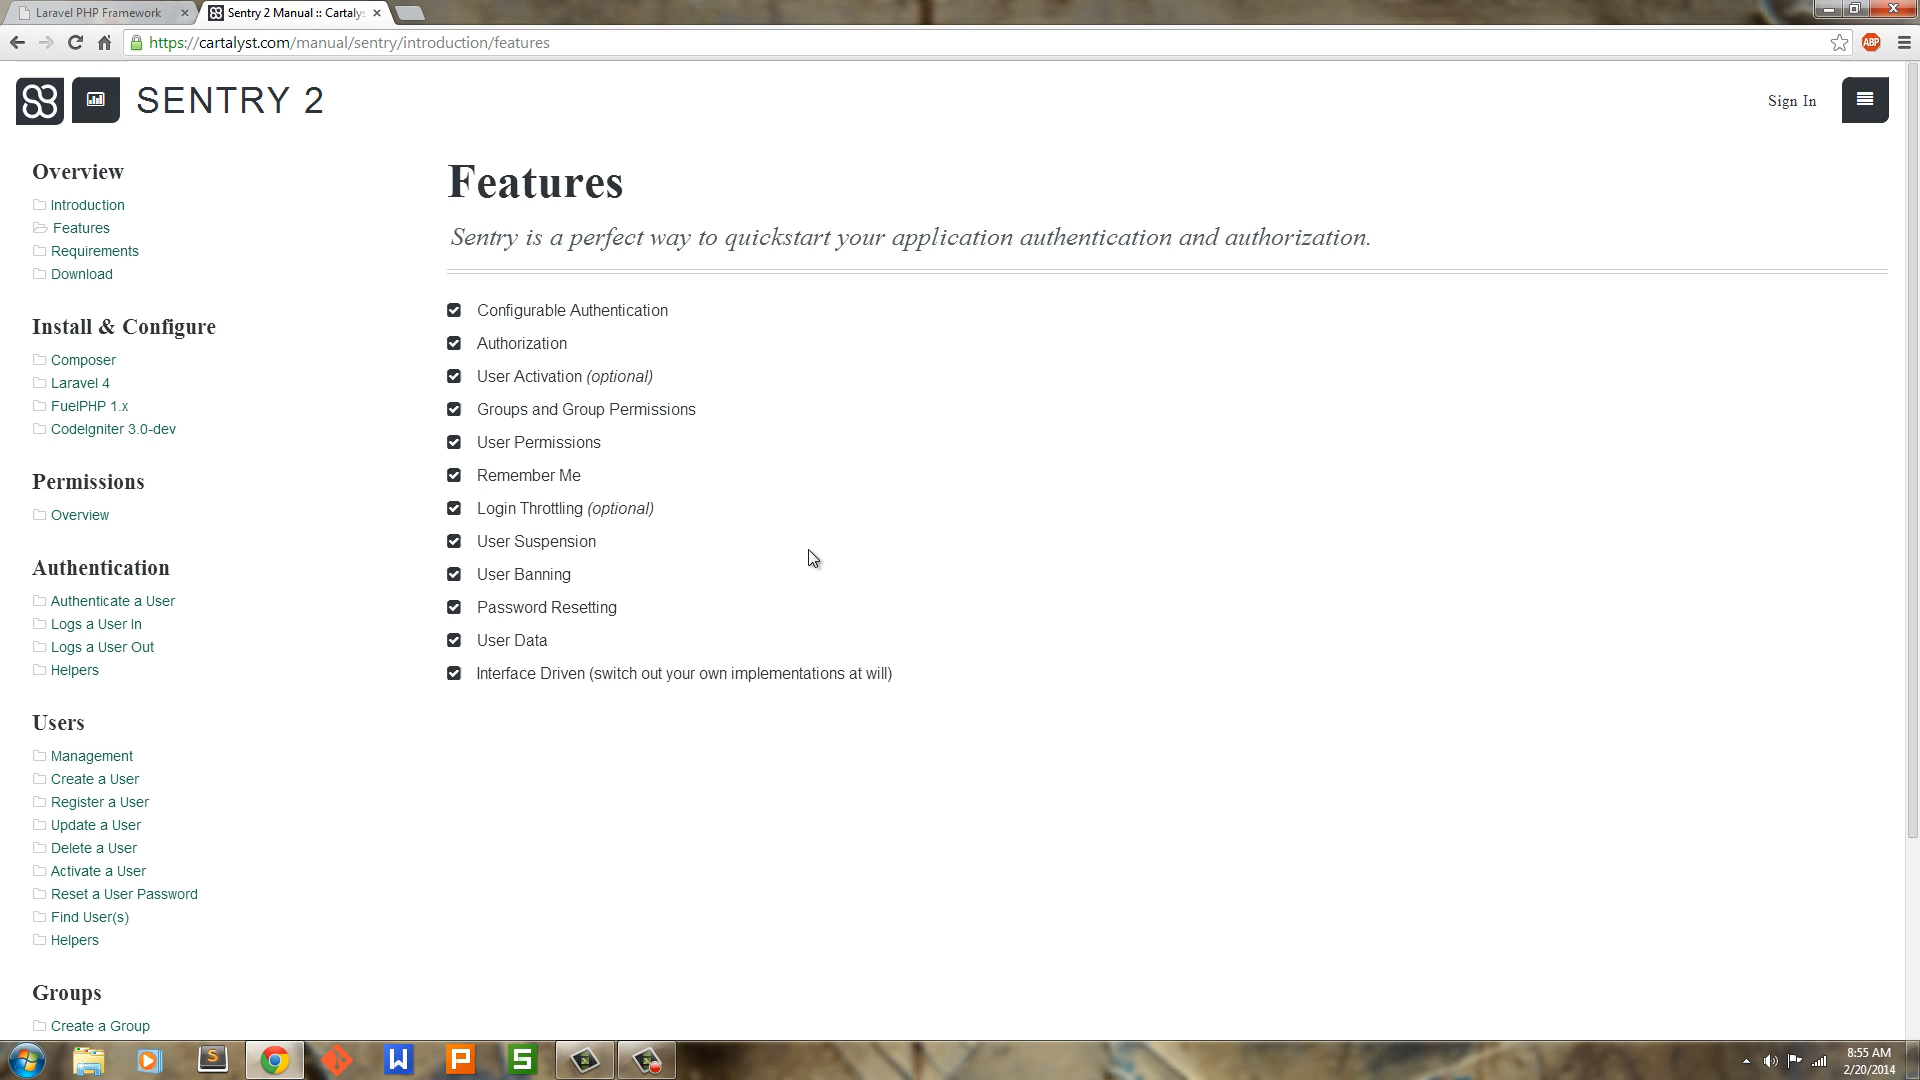 Laravel PHP Framework
Sentry 2 Manual :: Cartalys
https://cartalyst.com/manual/sentry/introduction/features
ABP
SENTRY 2
Sign In
Overview
Introduction
Features
Requirements
Download
Install & Configure
Composer
Laravel 4
FuelPHP 1.x
CodeIgniter 3.0-dev
Permissions
Overview
Authentication
Authenticate a User
Logs a User In
Logs a User Out
Helpers
Users
Management
Create a User
Register a User
Update a User
Delete a User
Activate a User
Reset a User Password
Find User(s)
Helpers
Groups
Create a Group
Features
Sentry is a perfect way to quickstart your application authentication and authorization.
Configurable Authentication
Authorization
User Activation (optional)
Groups and Group Permissions
User Permissions
Remember Me
Login Throttling (optional)
User Suspension
User Banning
Password Resetting
User Data
Interface Driven (switch out your own implementations at will)
S
W
P
S
8:55 AM
2/20/2014